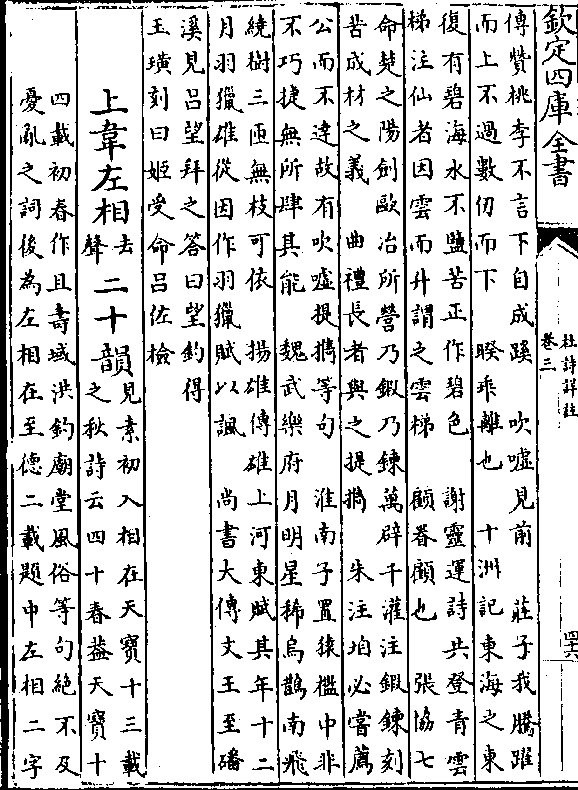 欽定四庫全書
杜詩詳註
卷三
四六
傳贊桃李不言下自成蹊　吹噓見前　莊子我騰躍
而上不過數仞而下　暌乖離也　十洲記東海之東
復有碧海水不鹽苦正作碧色　謝靈運詩共登青雲
梯注仙者因雲而升謂之雲梯　顧眷顧也　張協七
命楚之陽劍歐冶所營乃鍛乃鍊萬辟千灌注鍛鍊刻
苦成材之義　曲禮長者與之提攜　朱注珀必嘗薦
公而不達故有吹噓提攜等句　淮南子置猿檻中非
不巧捷無所肆其能　魏武樂府月明星稀烏鵲南飛
繞樹三匝無枝可依　揚雄傳雄上河東賦其年十二
月羽獵雄從因作羽獵賦以諷　尚書大傳文王至磻
溪見呂望拜之答曰望釣得
玉璜刻曰姬受命呂佐檢
上韋左相去聲二十韻
見素初入相在天寶十三載
之秋詩云四十春蓋天寶十
四載初春作且壽域洪鈞廟堂風俗等句絕不及
憂亂之詞後為左相在至德二載題中左相二字